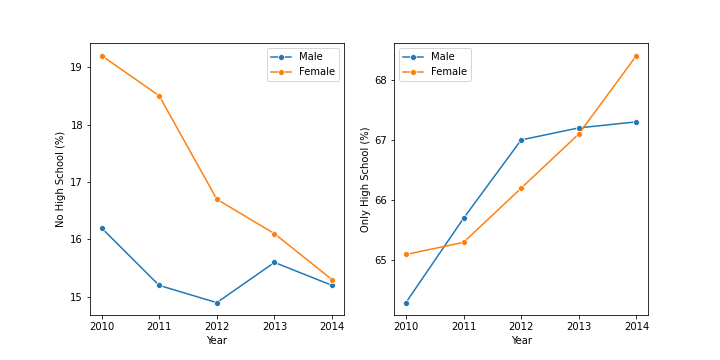 No High School (%)
19
18
17
16
15
Male
Female
2010 2011 2012 2013 2014
Year
Only High School (%)
68
67
66
65
Male
Female
2010 2011 2012 2013 2014
Year